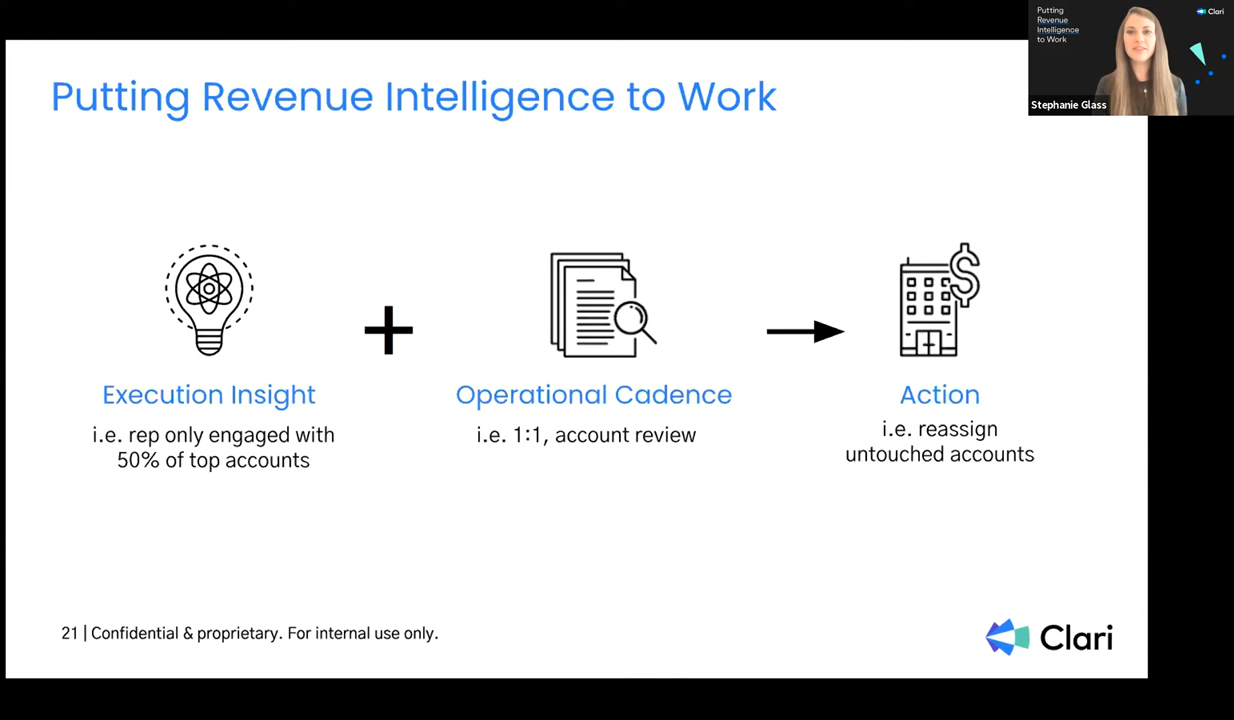 Putting Revenue Intelligence to Work
Putting
Revenue
Intelligence
to Work
Clari
Stephanie Glass
Execution Insight
i.e. rep only engaged with
50% of top accounts
Operational Cadence
i.e. 1:1, account review
Action
i.e. reassign
untouched accounts
21 | Confidential & proprietary. For internal use only.
Clari